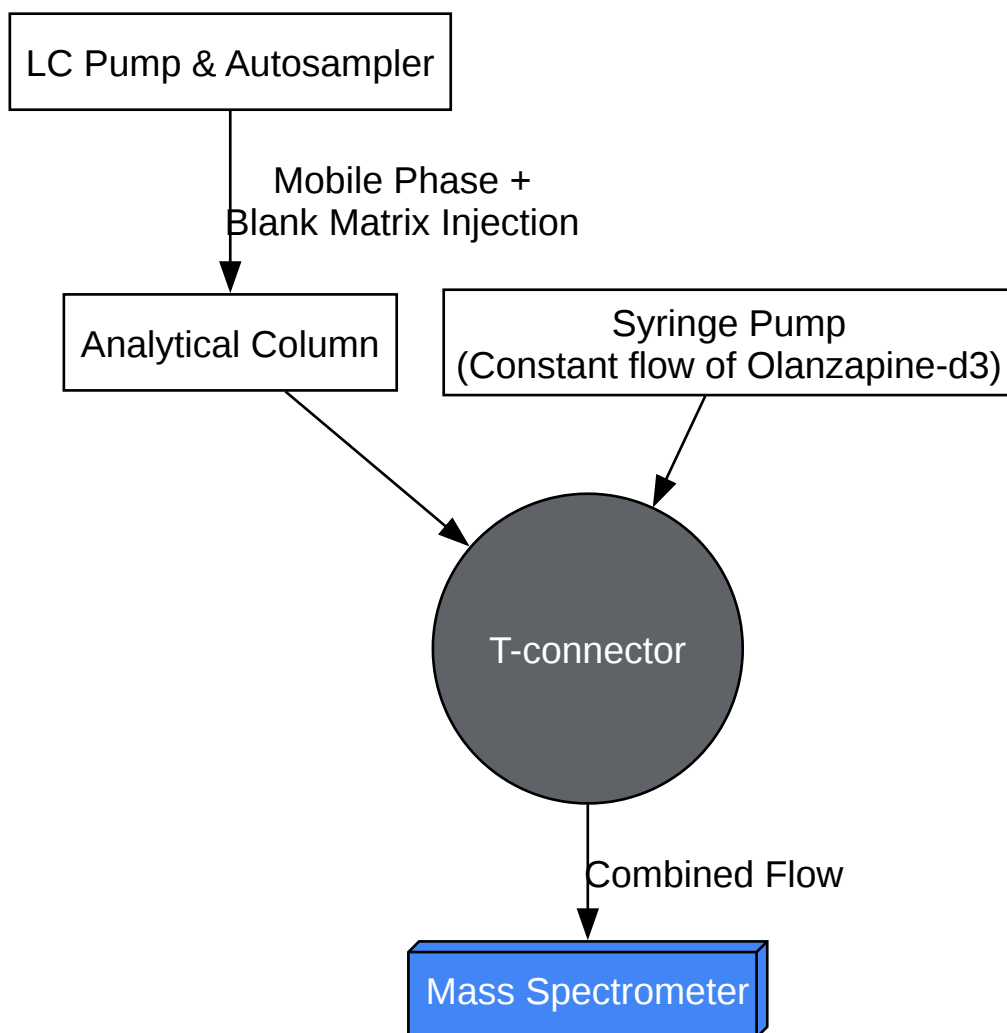 LC Pump & Autosampler
Mobile Phase +
Blank Matrix Injection
Analytical Column
Syringe Pump
(Constant flow of Olanzapine-d3)
T-connector
Combined Flow
Mass Spectrometer